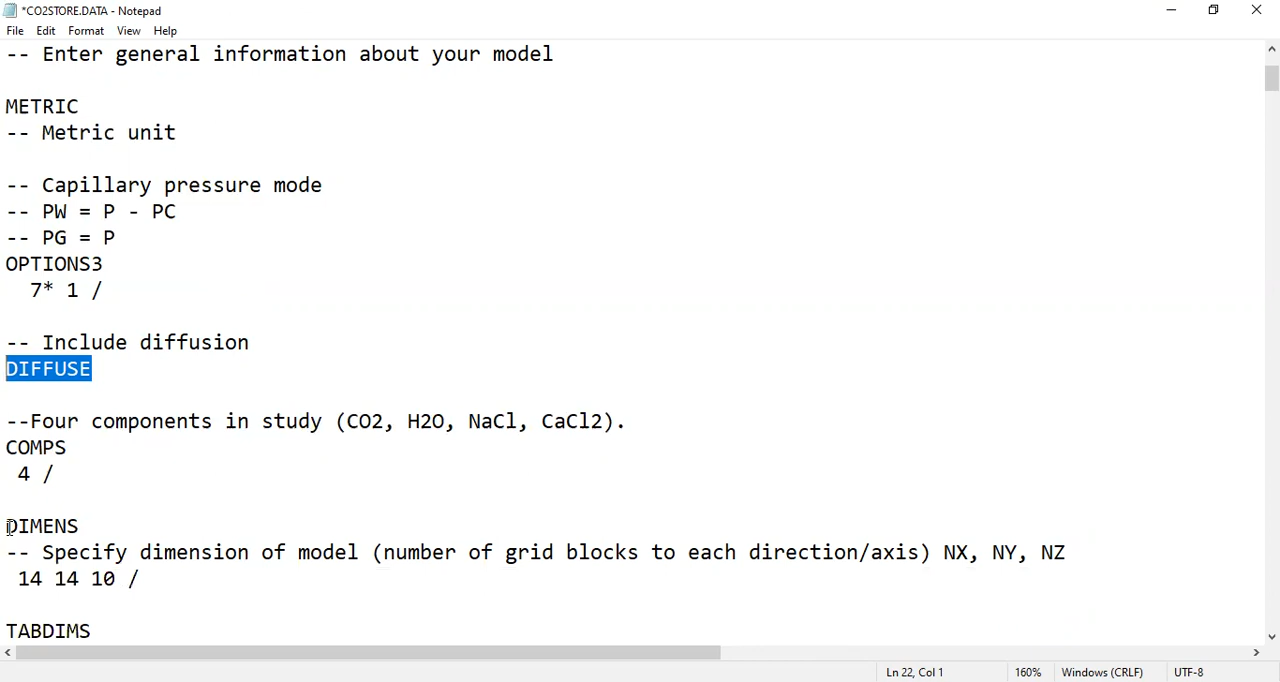 *CO2STORE.DATA - Notepad
File Edit Format View Help
-- Enter general information about your model
METRIC
-- Metric unit
-- Capillary pressure mode
-- PW = P - PC
-- PG = P
OPTIONS3
7* 1 /
-- Include diffusion
DIFFUSE
--Four components in study (CO2, H2O, NaCl, CaCl2).
COMPS
4 /
DIMENS
-- Specify dimension of model (number of grid blocks to each direction/axis) NX, NY, NZ
14 14 10 /
TABDIMS
Ln 22, Col 1 160% Windows (CRLF) UTF-8